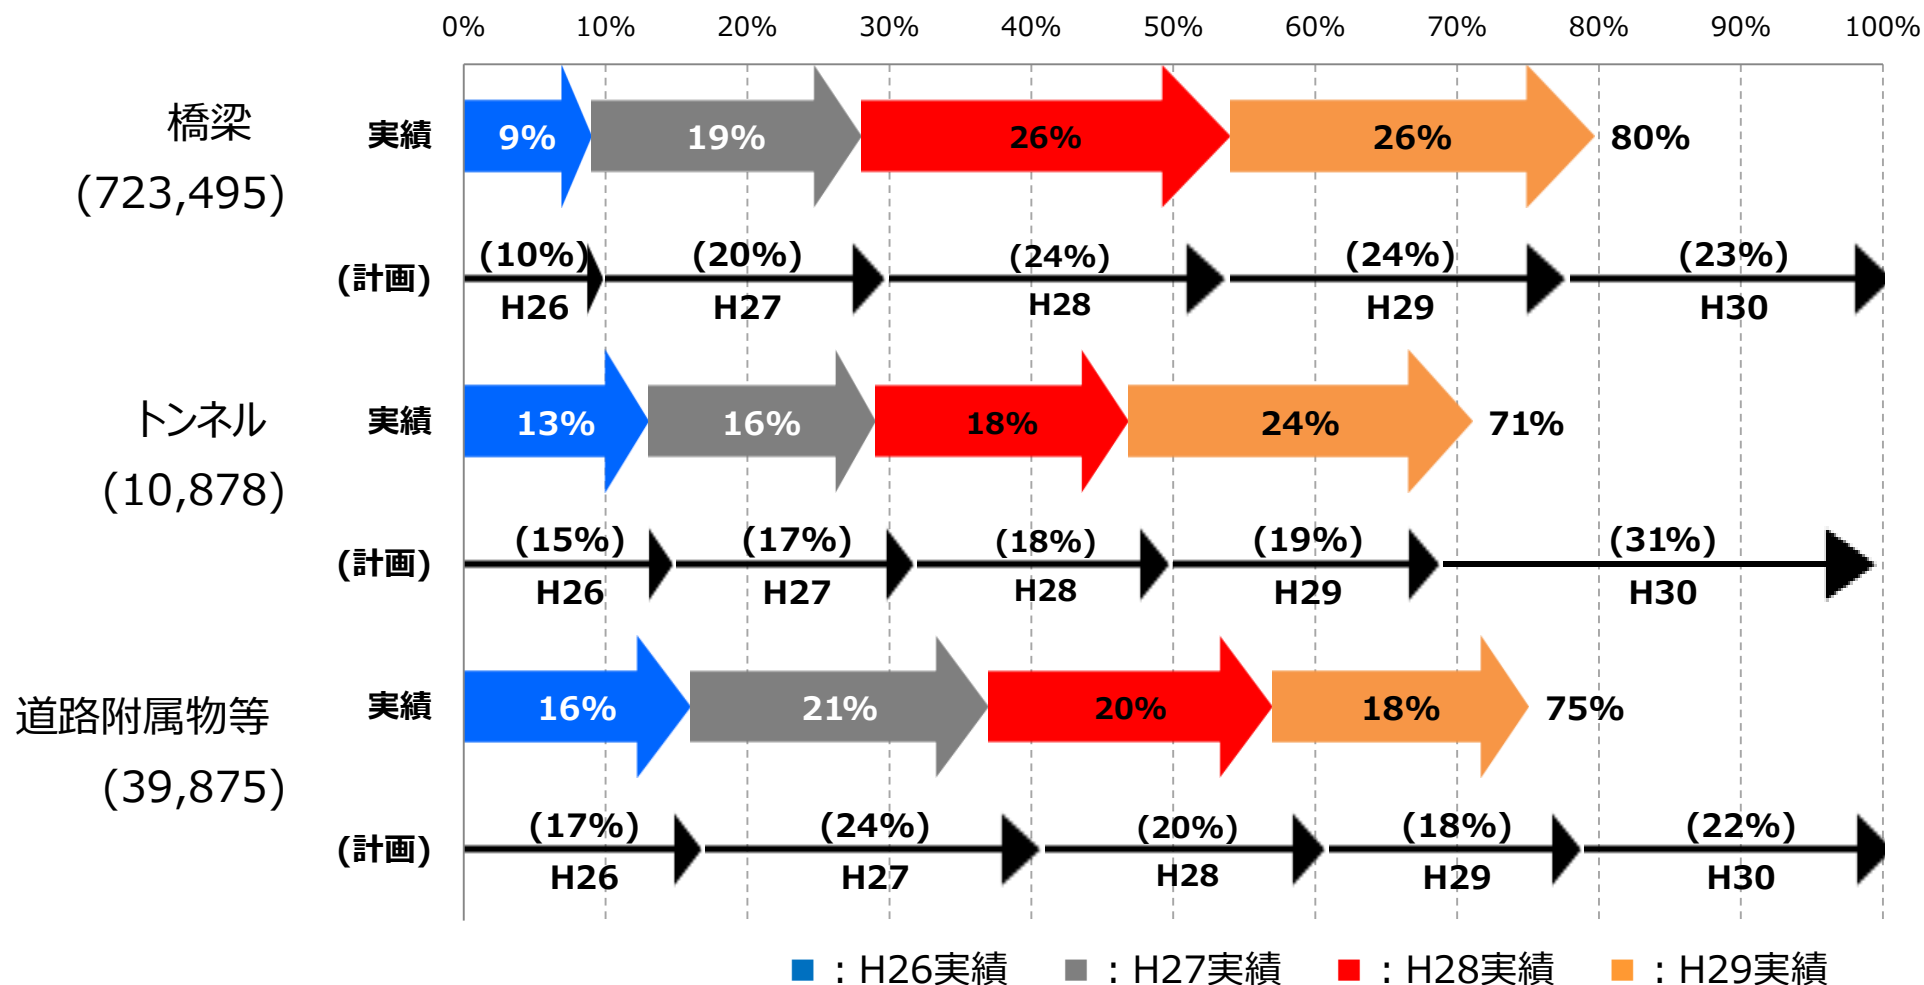 0% 10% 20% 30% 40% 50% 60% 70% 80% 90% 100%
橋梁
(723,495)
実績 9% 19% 26% 26% 80%
(計画) (10%) (20%) (24%) (24%) (23%)
H26 H27 H28 H29 H30
トンネル
(10,878)
実績 13% 16% 18% 24% 71%
(計画) (15%) (17%) (18%) (19%) (31%)
H26 H27 H28 H29 H30
道路附属物等
(39,875)
実績 16% 21% 20% 18% 75%
(計画) (17%) (24%) (20%) (18%) (22%)
H26 H27 H28 H29 H30
：H26実績 ：H27実績 ：H28実績 ：H29実績